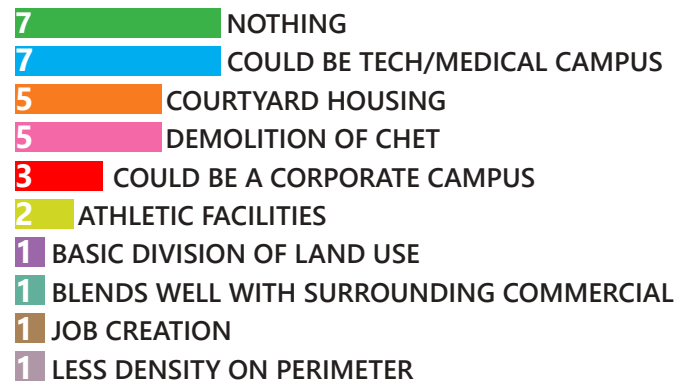 7 NOTHING
7 COULD BE TECH/MEDICAL CAMPUS
5 COURTYARD HOUSING
5 DEMOLITION OF CHET
3 COULD BE A CORPORATE CAMPUS
2 ATHLETIC FACILITIES
1 BASIC DIVISION OF LAND USE
1 BLENDS WELL WITH SURROUNDING COMMERCIAL
1 JOB CREATION
1 LESS DENSITY ON PERIMETER